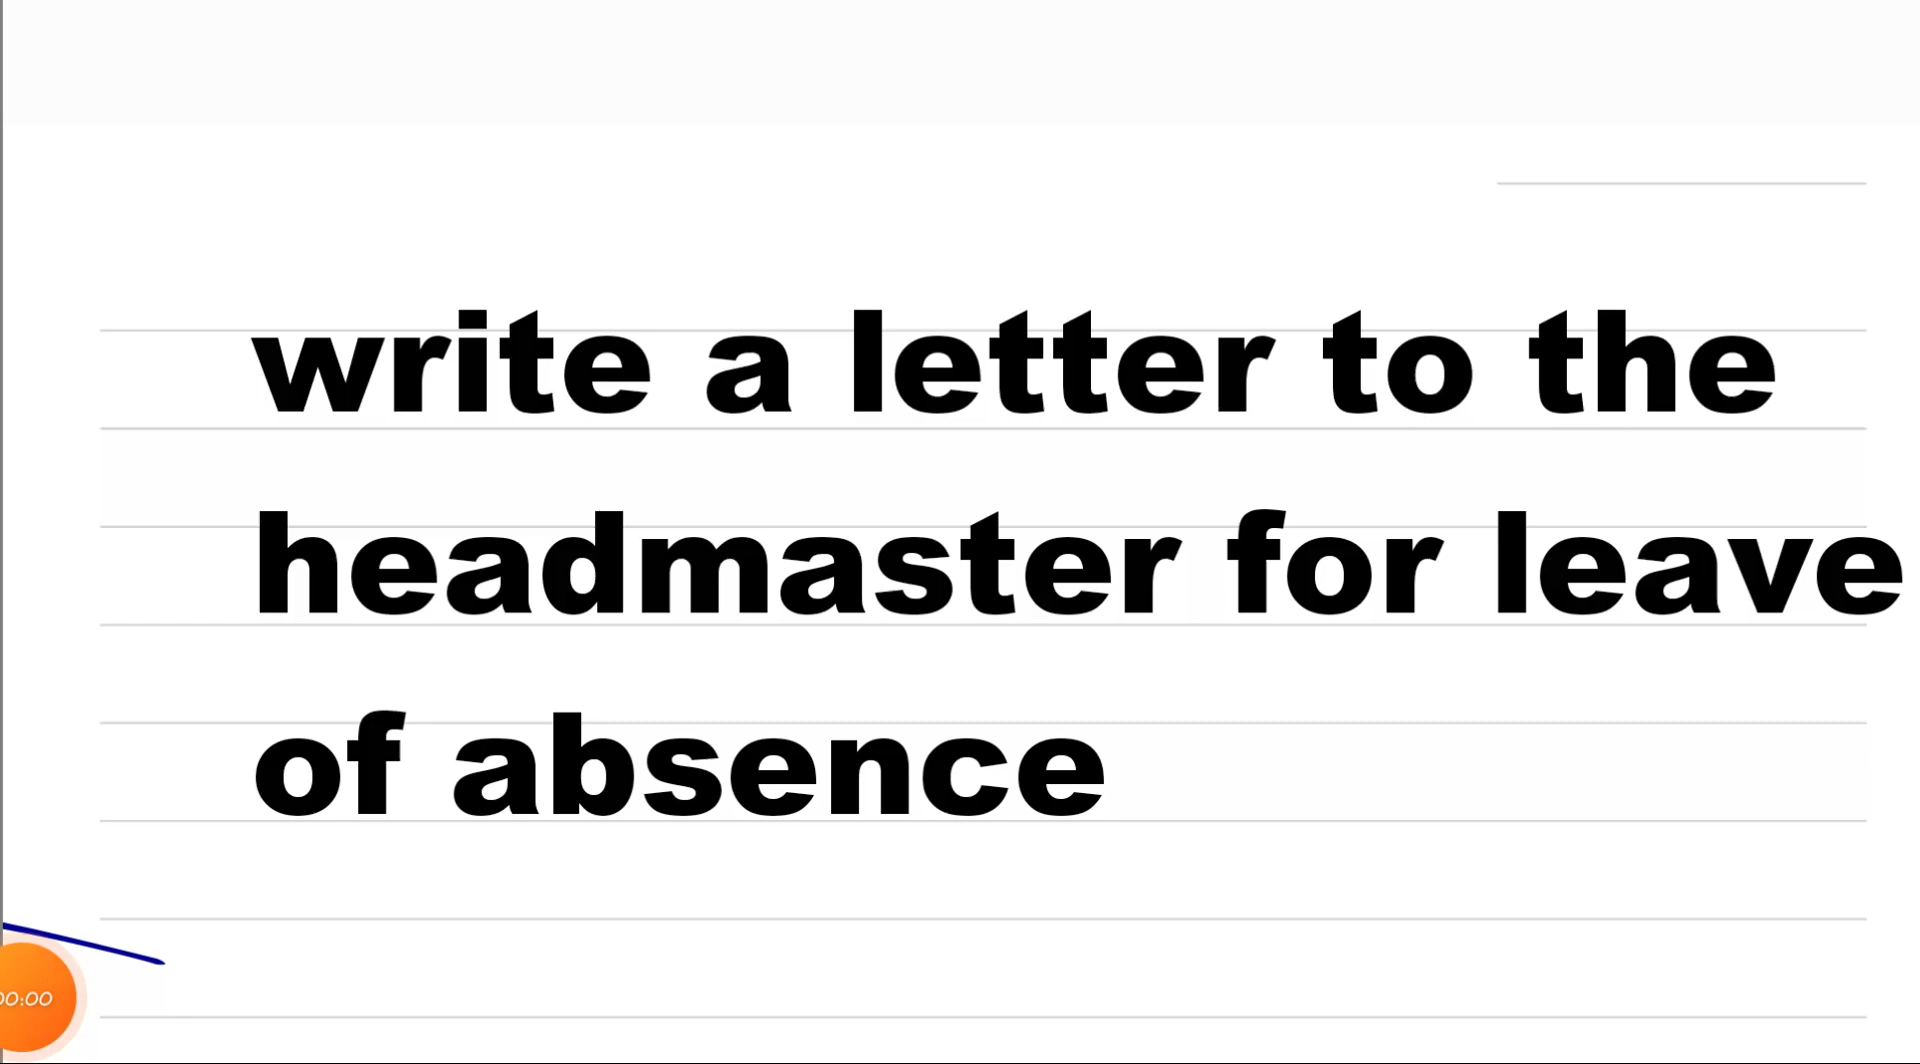 write a letter to the
headmaster for leave
of absence
00:00